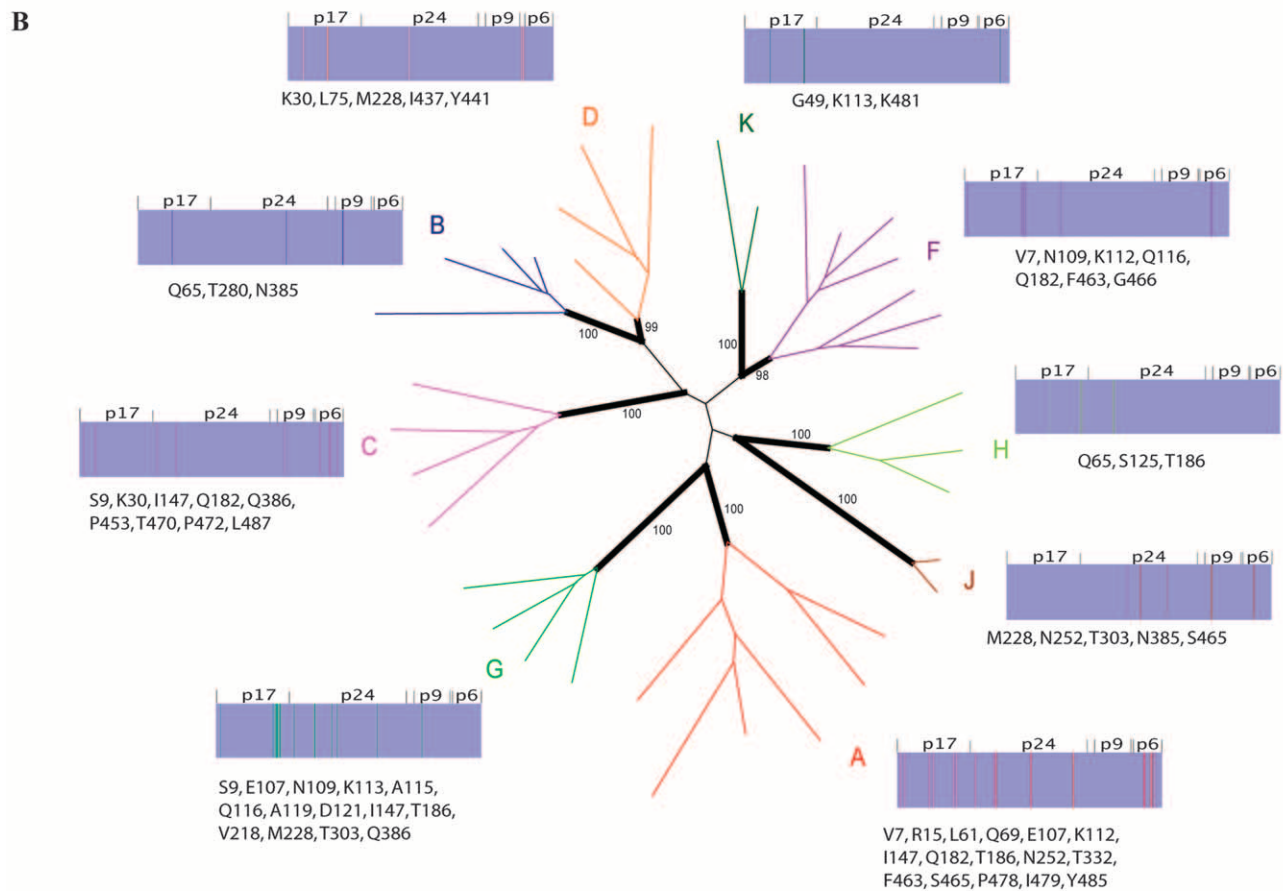 B
p17 p24 p9 p6
K30, L75, M228, I437, Y441
p17 p24 p9 p6
G49, K113, K481
D
K
p17 p24 p9 p6
Q65, T280, N385
B
p17 p24 p9 p6
V7, N109, K112, Q116,
Q182, F463, G466
F
99
100
100
98
p17 p24 p9 p6
S9, K30, I147, Q182, Q386,
P453, T470, P472, L487
C
100
p17 p24 p9 p6
Q65, S125, T186
H
100
100
p17 p24 p9 p6
M228, N252, T303, N385, S465
J
100
100
G
p17 p24 p9 p6
S9, E107, N109, K113, A115,
Q116, A119, D121, I147, T186,
V218, M228, T303, Q386
A
p17 p24 p9 p6
V7, R15, L61, Q69, E107, K112,
I147, Q182, T186, N252, T332,
F463, S465, P478, I479, Y485